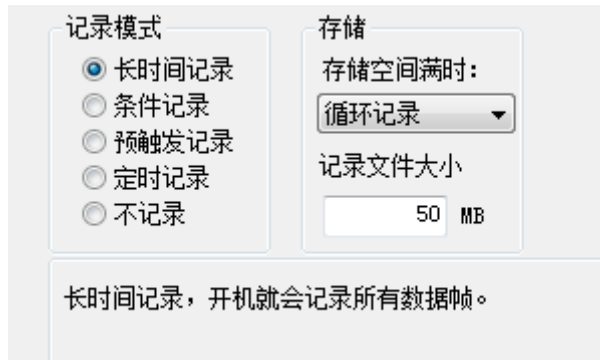 记录模式
长时间记录
条件记录
预触发记录
定时记录
不记录
存储
存储空间满时：
循环记录
记录文件大小
50 MB
长时间记录，开机就会记录所有数据帧。